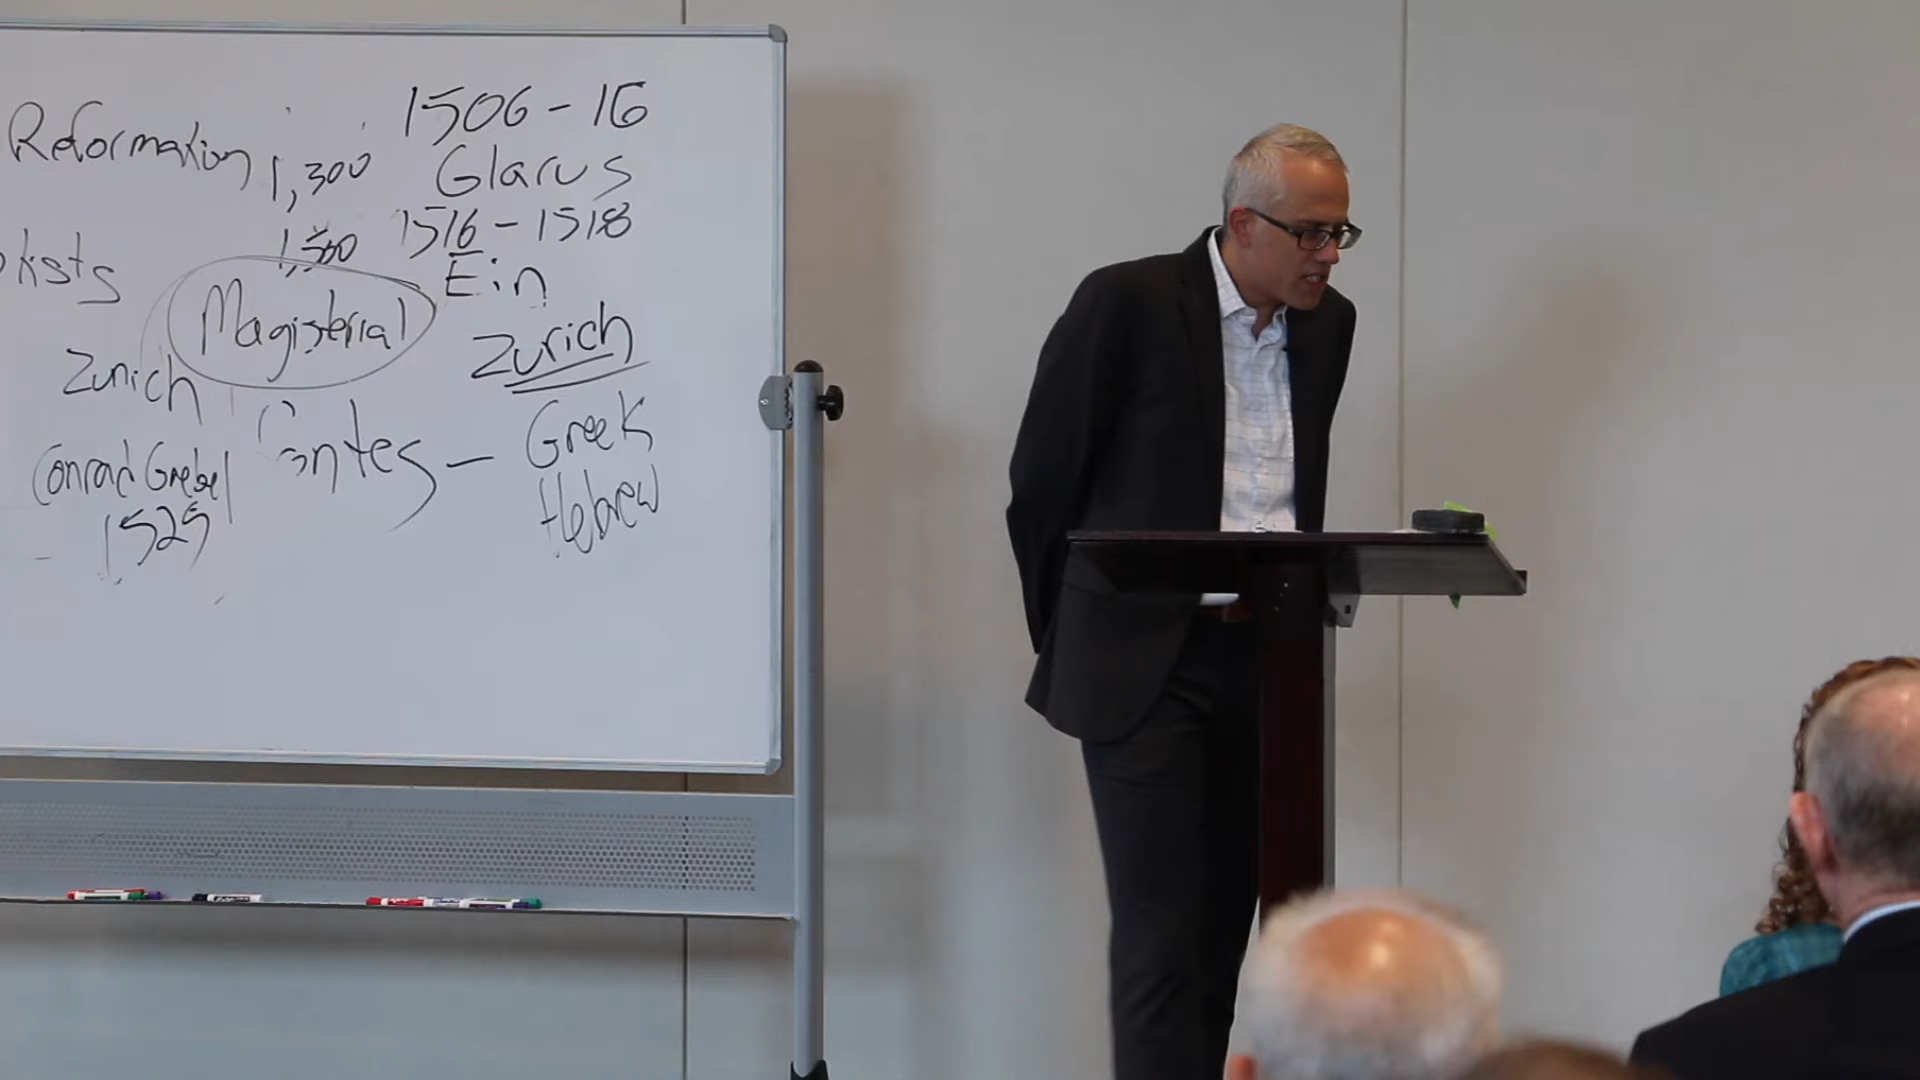 Reformation
1,300
1,500
Magisterial
Zurich
Conrad Grebel
1525
1506-16
Glarus
1516-1518
Ein
Zurich
Fontes - Greek
Hebrew